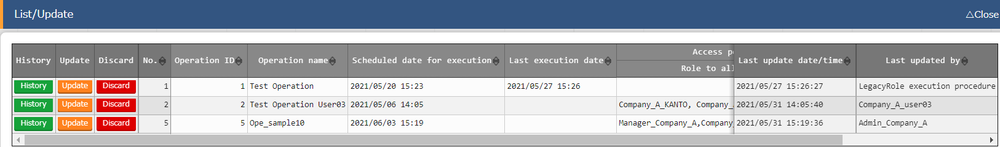 List/Update △Close
Access p
History Update Discard No. Operation ID Operation name Scheduled date for execution Last execution date Last update date/time Last updated by
Role to al
History Update Discard 1 1 Test Operation 2021/05/20 15:23 2021/05/27 15:26 2021/05/27 15:26:27 LegacyRole execution procedure
History Update Discard 2 2 Test Operation User03 2021/05/06 14:05 Company_A_KANTO, Company_ 2021/05/31 14:05:40 Company_A_user03
History Update Discard 5 5 Ope_sample10 2021/06/03 15:19 Manager_Company_A,Company_ 2021/05/31 15:19:36 Admin_Company_A